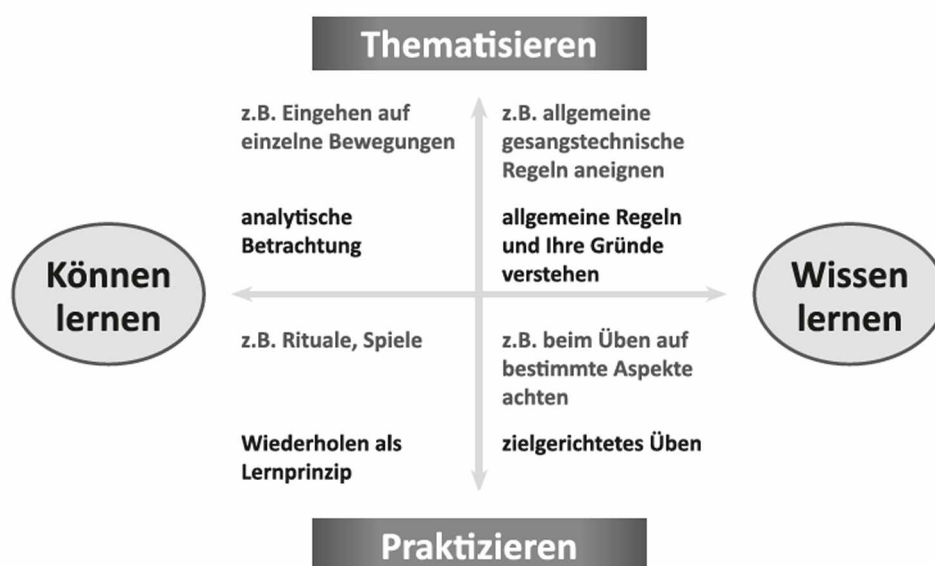 Thematisieren
z.B. Eingehen auf
einzelne Bewegungen
z.B. allgemeine
gesangstechnische
Regeln aneignen
analytische
Betrachtung
allgemeine Regeln
und Ihre Gründe
verstehen
Können
lernen
Wissen
lernen
z.B. Rituale, Spiele
z.B. beim Üben auf
bestimmte Aspekte
achten
Wiederholen als
Lernprinzip
zielgerichtetes Üben
Praktizieren